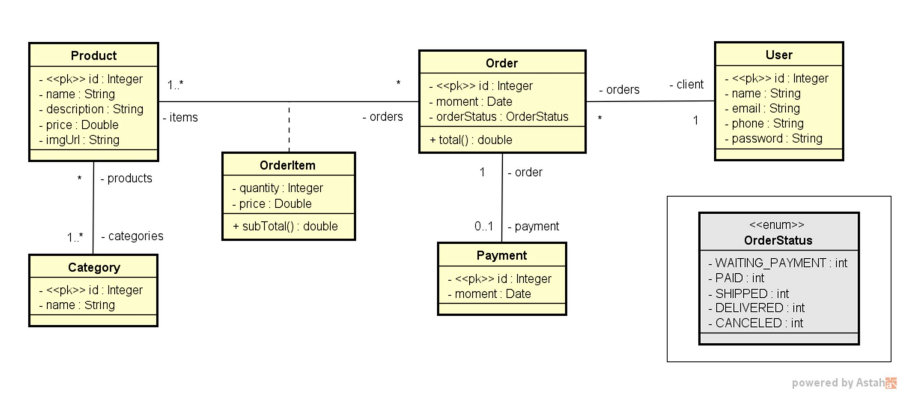 Product
- <<pk>> id : Integer
- name : String
- description : String
- price : Double
- imgUrl : String
1..*
- items
*
- orders
OrderItem
- quantity : Integer
- price : Double
+ subTotal() : double
Order
- <<pk>> id : Integer
- moment : Date
- orderStatus : OrderStatus
+ total() : double
- orders
*
- client
1
User
- <<pk>> id : Integer
- name : String
- email : String
- phone : String
- password : String
* - products
1..* - categories
Category
- <<pk>> id : Integer
- name : String
1 - order
0..1 - payment
Payment
- <<pk>> id : Integer
- moment : Date
<<enum>>
OrderStatus
- WAITING_PAYMENT : int
- PAID : int
- SHIPPED : int
- DELIVERED : int
- CANCELED : int
powered by Astah